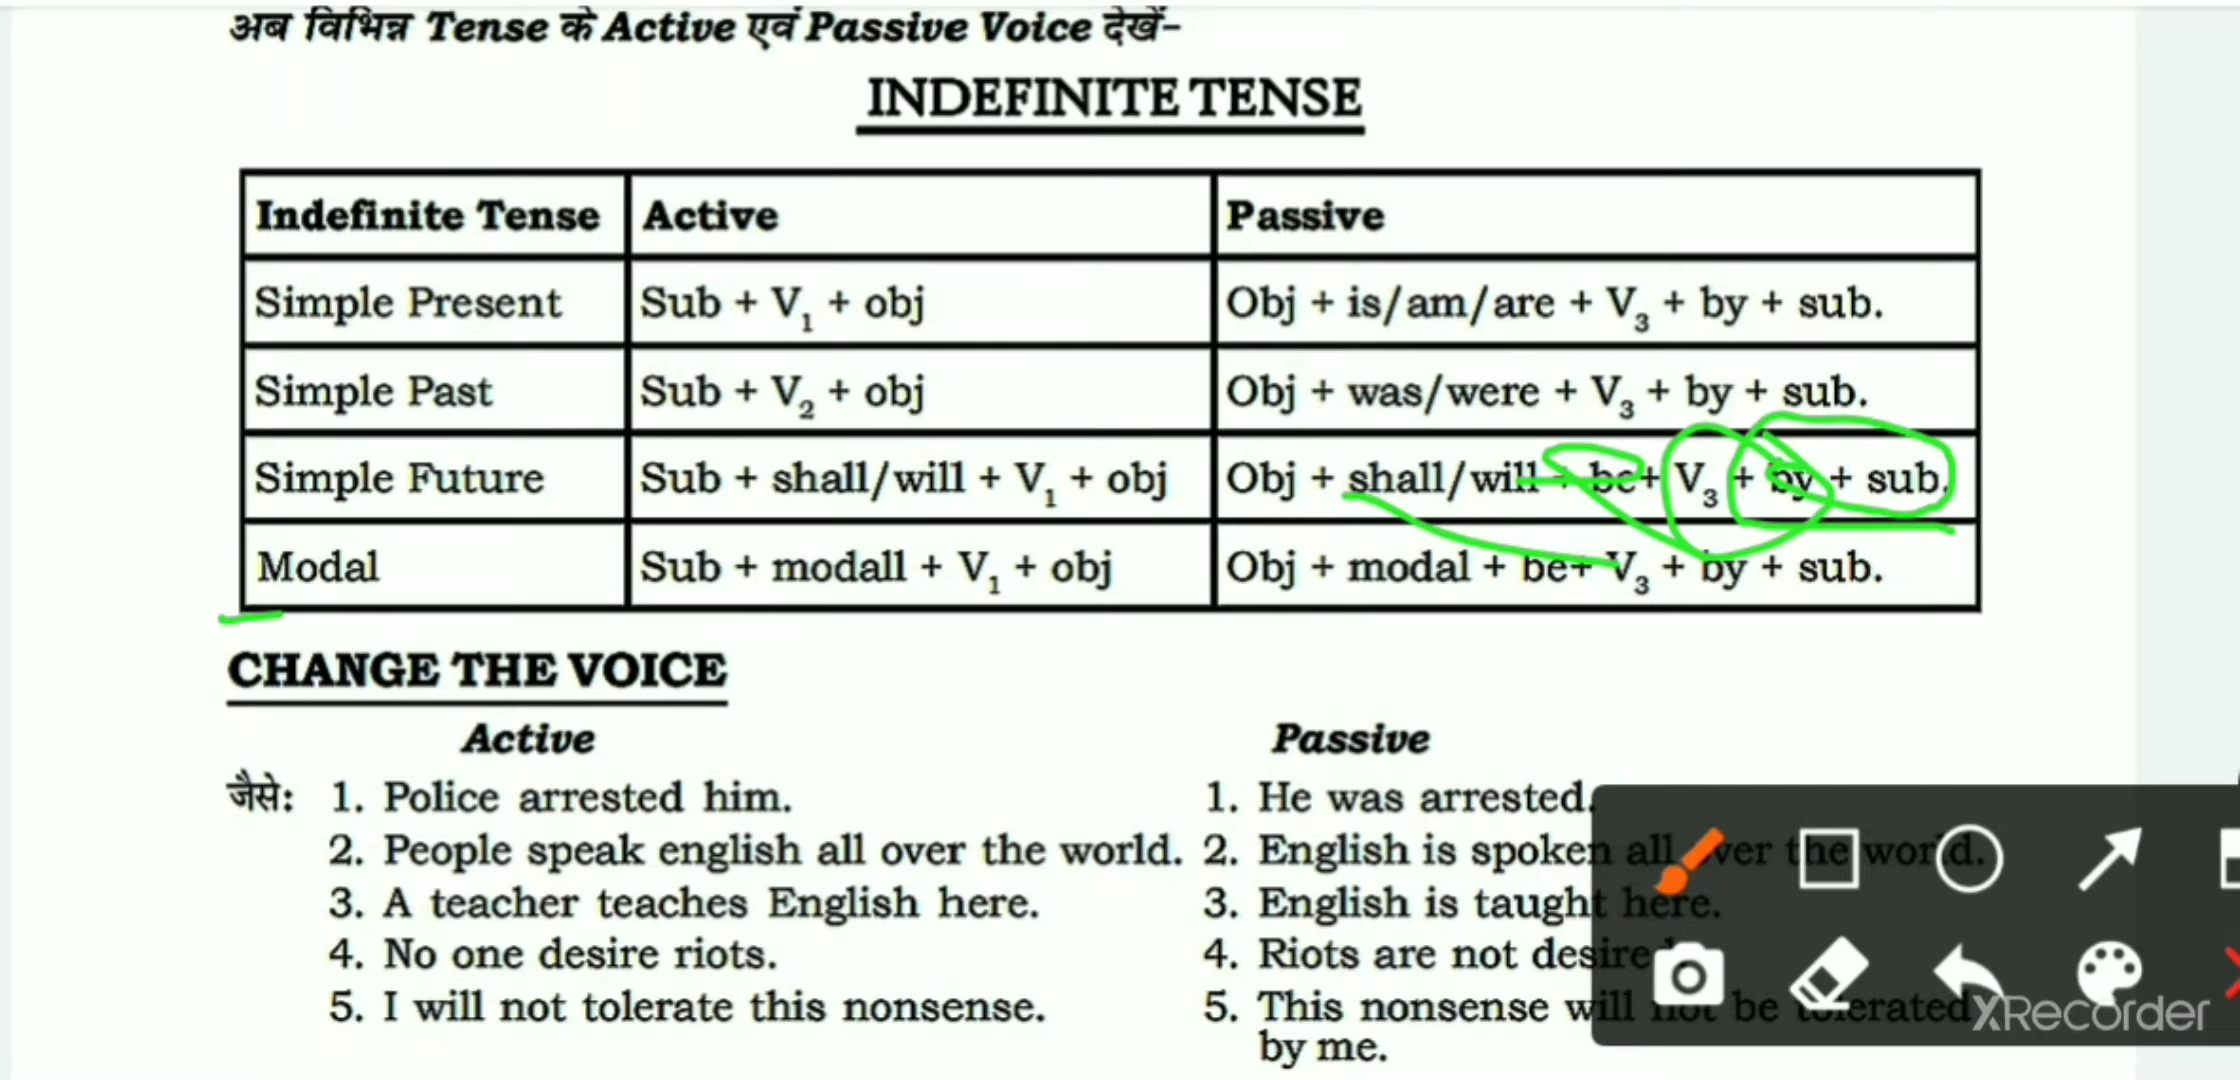 अब विभिन्न Tense के Active एवं Passive Voice देखें–
INDEFINITE TENSE
Indefinite Tense Active Passive
Simple Present Sub + V₁ + obj Obj + is/am/are + V₃ + by + sub.
Simple Past Sub + V₂ + obj Obj + was/were + V₃ + by + sub.
Simple Future Sub + shall/will + V₁ + obj Obj + shall/will + be+ V₃ + by + sub.
Modal Sub + modall + V₁ + obj Obj + modal + be+ V₃ + by + sub.
CHANGE THE VOICE
Active Passive
जैसे: 1. Police arrested him. 1. He was arrested.
2. People speak english all over the world. 2. English is spoken all over the world.
3. A teacher teaches English here. 3. English is taught here.
4. No one desire riots. 4. Riots are not desired.
5. I will not tolerate this nonsense. 5. This nonsense will not be tolerated
by me.
XRecorder